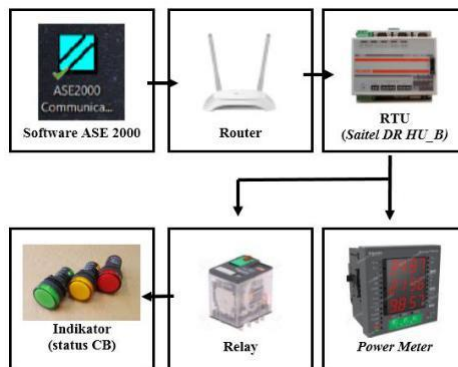 ASE2000
Communica...
Software ASE 2000
Router
RTU
(Saitel DR HU_B)
Indikator
(status CB)
Relay
Power Meter